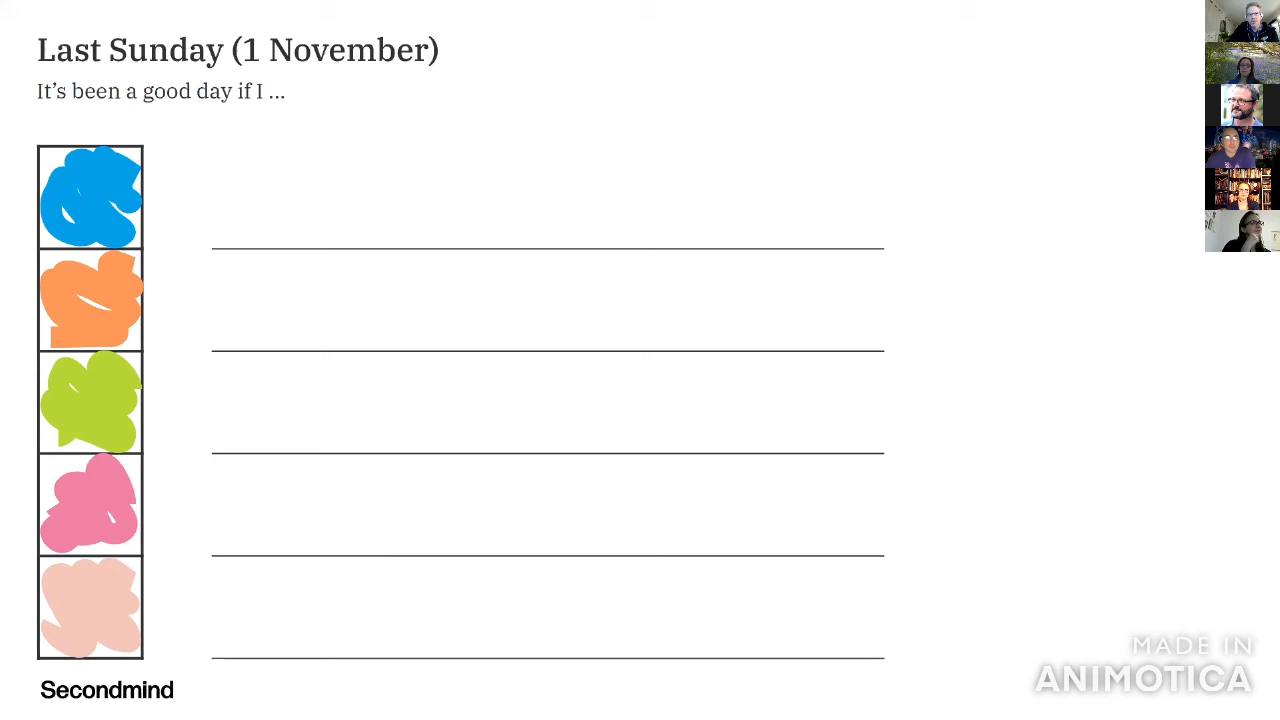 Last Sunday (1 November)
It's been a good day if I ...
Secondmind
MADE IN
ANIMOTICA